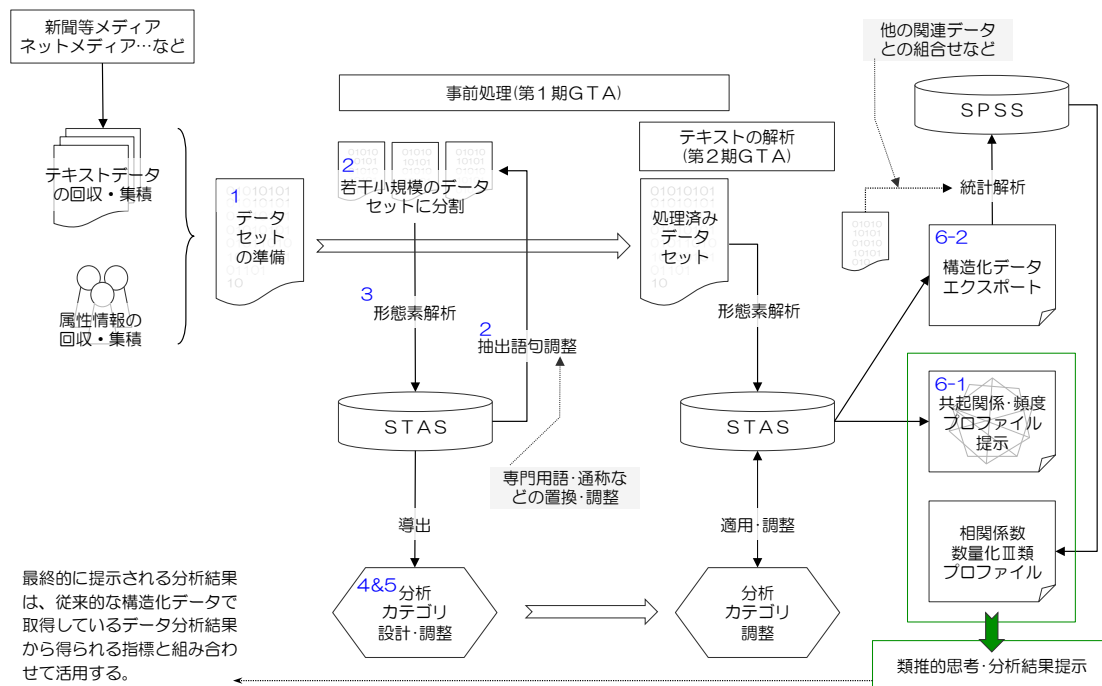 新聞等メディア
ネットメディア…など
テキストデータ
の回収・集積
属性情報の
回収・集積
1
データ
セット
の準備
事前処理(第1期GTA)
2
若干小規模のデータ
セットに分割
3
形態素解析
2
抽出語句調整
STAS
専門用語・通称な
どの置換・調整
導出
4&5
分析
カテゴリ
設計・調整
テキストの解析
(第2期GTA)
処理済み
データ
セット
形態素解析
STAS
適用・調整
分析
カテゴリ
調整
他の関連データ
との組合せなど
SPSS
統計解析
6-2
構造化データ
エクスポート
6-1
共起関係・頻度
プロファイル
提示
相関係数
数量化Ⅲ類
プロファイル
類推的思考・分析結果提示
最終的に提示される分析結果
は、従来的な構造化データで
取得しているデータ分析結果
から得られる指標と組み合わ
せて活用する。